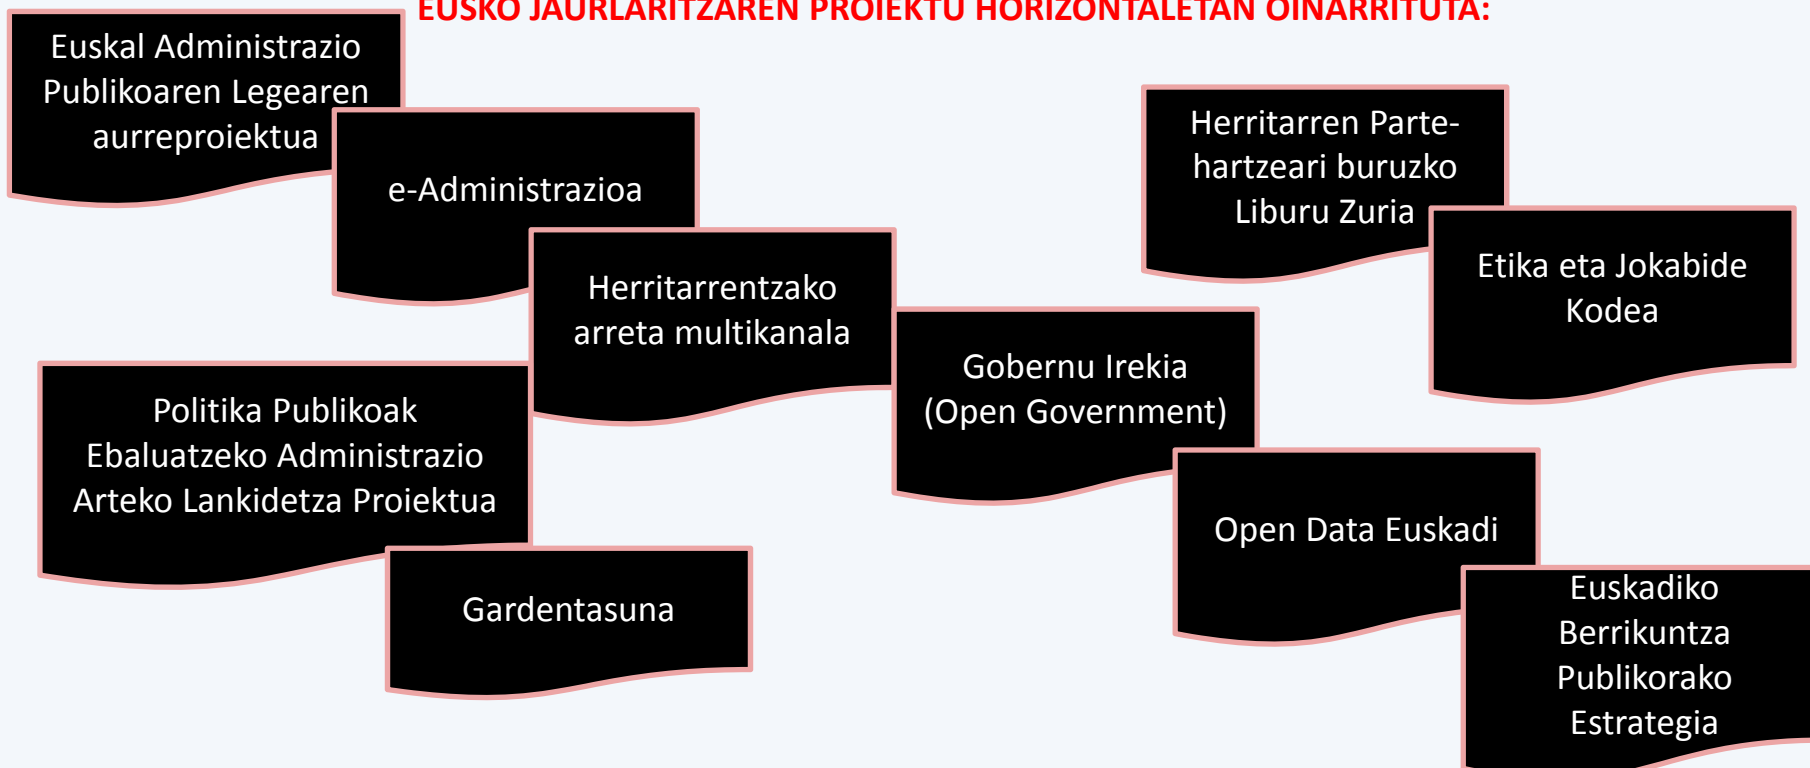 EUSKO JAURLARITZAREN PROIEKTU HORIZONTALETAN OINARRITUTA:
Euskal Administrazio
Publikoaren Legearen
aurreproiektua
e-Administrazioa
Herritarrentzako
arreta multikanala
Herritarren Parte-
hartzeari buruzko
Liburu Zuria
Etika eta Jokabide
Kodea
Gobernu Irekia
(Open Government)
Politika Publikoak
Ebaluatzeko Administrazio
Arteko Lankidetza Proiektua
Gardentasuna
Open Data Euskadi
Euskadiko
Berrikuntza
Publikorako
Estrategia